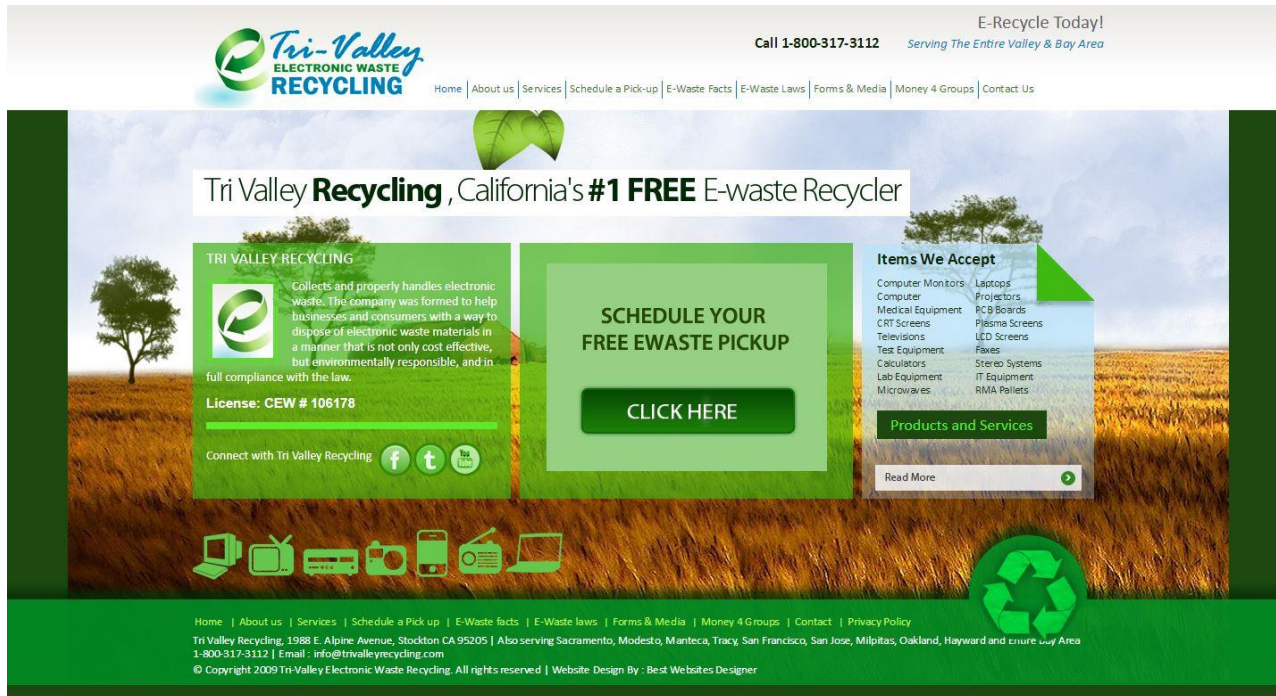 Tri-Valley
ELECTRONIC WASTE
RECYCLING
E-Recycle Today!
Call 1-800-317-3112
Serving The Entire Valley & Bay Area
Home | About us | Services | Schedule a Pick-up | E-Waste Facts | E-Waste Laws | Forms & Media | Money 4 Groups | Contact Us
Tri Valley Recycling , California's #1 FREE E-waste Recycler
TRI VALLEY RECYCLING
Collects and properly handles electronic
waste. The company was formed to help
businesses and consumers with a way to
dispose of electronic waste materials in
a manner that is not only cost effective,
but environmentally responsible, and in
full compliance with the law.
License: CEW # 106178
Connect with Tri Valley Recycling
f
t
You
Tube
SCHEDULE YOUR
FREE EWASTE PICKUP
CLICK HERE
Items We Accept
Computer Monitors
Computer
Medical Equipment
CRT Screens
Televisions
Test Equipment
Calculators
Lab Equipment
Microwaves
Laptops
Projectors
PCB Boards
Plasma Screens
LCD Screens
Faxes
Stereo Systems
IT Equipment
RMA Pallets
Products and Services
Read More
Home | About us | Services | Schedule a Pick up | E-Waste facts | E-Waste laws | Forms & Media | Money 4 Groups | Contact | Privacy Policy
Tri Valley Recycling, 1988 E. Alpine Avenue, Stockton CA 95205 | Also serving Sacramento, Modesto, Manteca, Tracy, San Francisco, San Jose, Milpitas, Oakland, Hayward and Entire Bay Area
1-800-317-3112 | Email : info@trivalleyrecycling.com
© Copyright 2009 Tri-Valley Electronic Waste Recycling. All rights reserved | Website Design By : Best Websites Designer